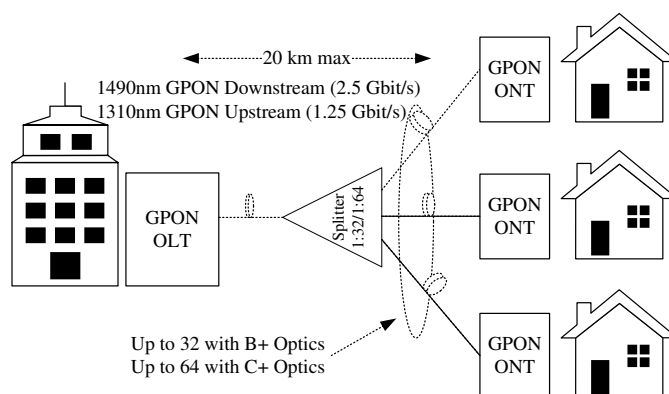 20 km max
1490nm GPON Downstream (2.5 Gbit/s)
1310nm GPON Upstream (1.25 Gbit/s)
GPON
OLT
Splitter
1:32/1:64
GPON
ONT
GPON
ONT
GPON
ONT
Up to 32 with B+ Optics
Up to 64 with C+ Optics